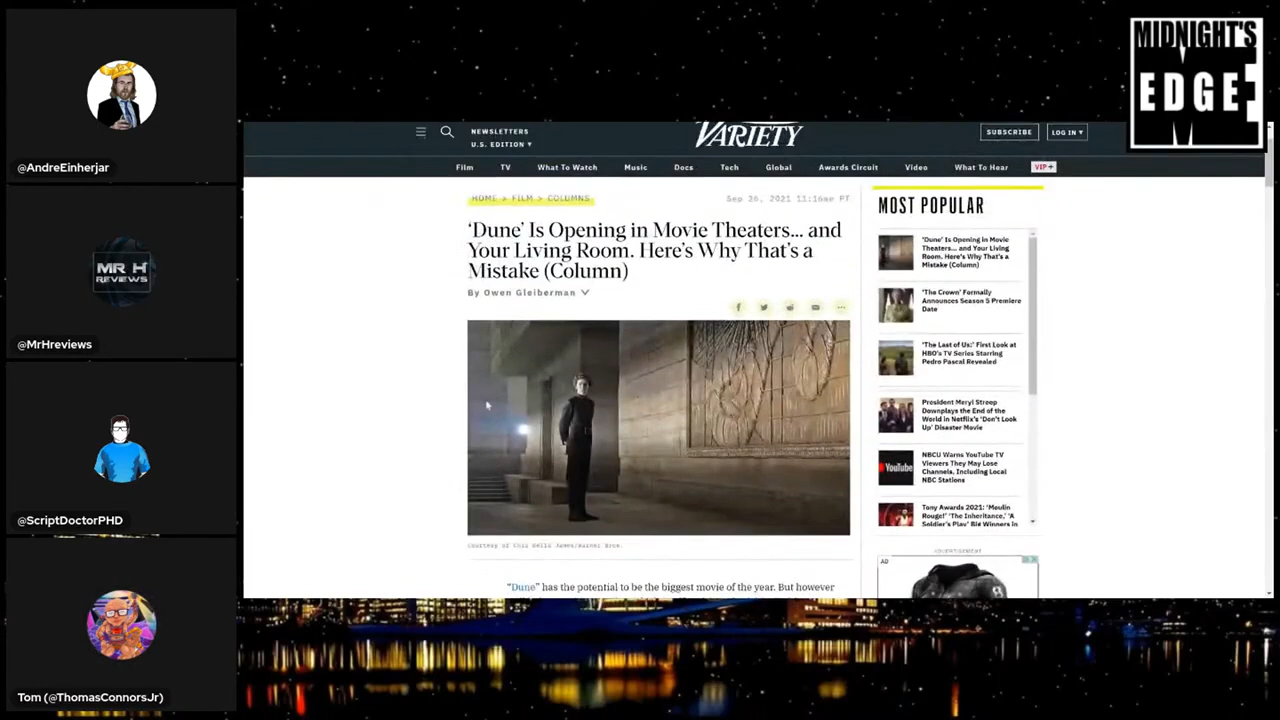 @AndreEinherjar
MR H
REVIEWS
@MrHreviews
@ScriptDoctorPHD
Tom (@ThomasConnorsJr)
MIDNIGHT'S
EDGE
NEWSLETTERS
U.S. EDITION ▾
VARIETY
SUBSCRIBE
LOG IN ▾
Film TV What To Watch Music Docs Tech Global Awards Circuit Video What To Hear VIP+
HOME > FILM > COLUMNS
Sep 26, 2021 11:16am PT
'Dune' Is Opening in Movie Theaters… and
Your Living Room. Here's Why That's a
Mistake (Column)
By Owen Gleiberman
"Dune" has the potential to be the biggest movie of the year. But however
MOST POPULAR
'Dune' Is Opening in Movie
Theaters… and Your Living
Room. Here's Why That's a
Mistake (Column)
'The Crown' Formally
Announces Season 5 Premiere
Date
'The Last of Us:' First Look at
HBO's TV Series Starring
Pedro Pascal Revealed
President Meryl Streep
Downplays the End of the
World in Netflix's 'Don't Look
Up' Disaster Movie
YouTube
NBCU Warns YouTube TV
Viewers They May Lose
Channels, Including Local
NBC Stations
Tony Awards 2021: 'Moulin
Rouge!' 'The Inheritance,' 'A
Soldier's Play' Big Winners in
ADVERTISEMENT
AD